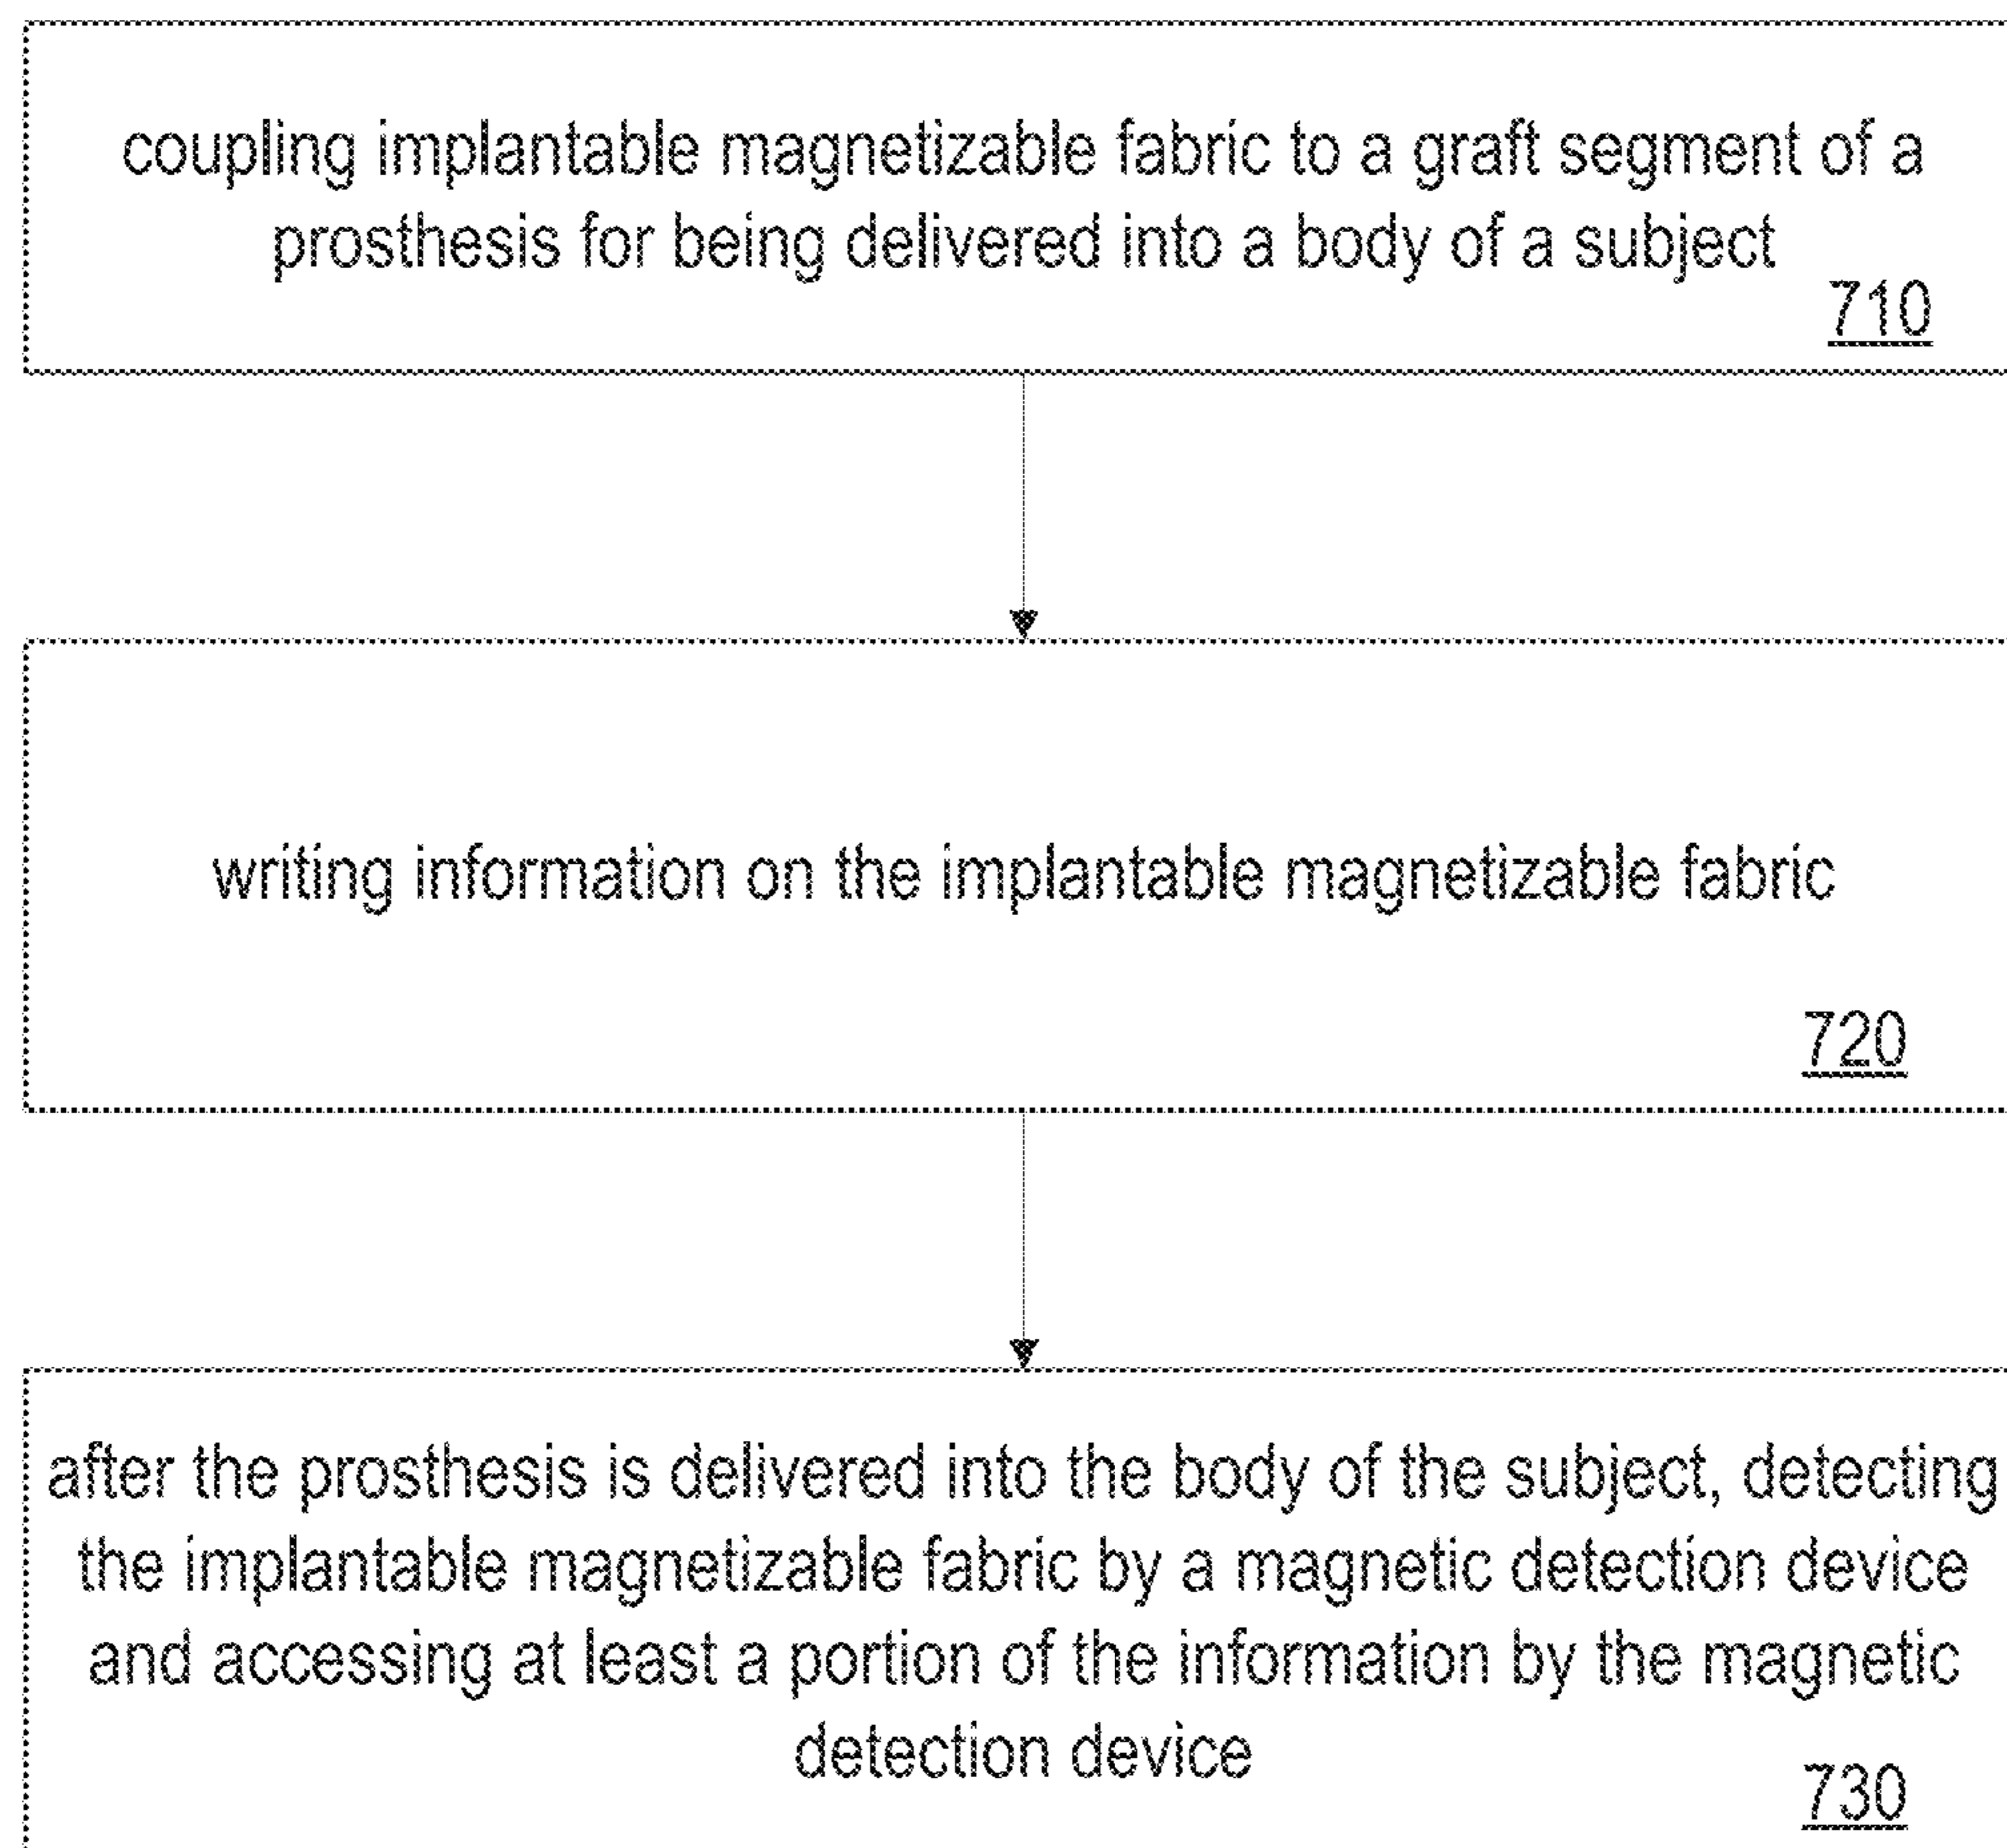 coupling implantable magnetizable fabric to a graft segment of a
prosthesis for being delivered into a body of a subject
710
writing information on the implantable magnetizable fabric
720
after the prosthesis is delivered into the body of the subject, detecting
the implantable magnetizable fabric by a magnetic detection device
and accessing at least a portion of the information by the magnetic
detection device
730